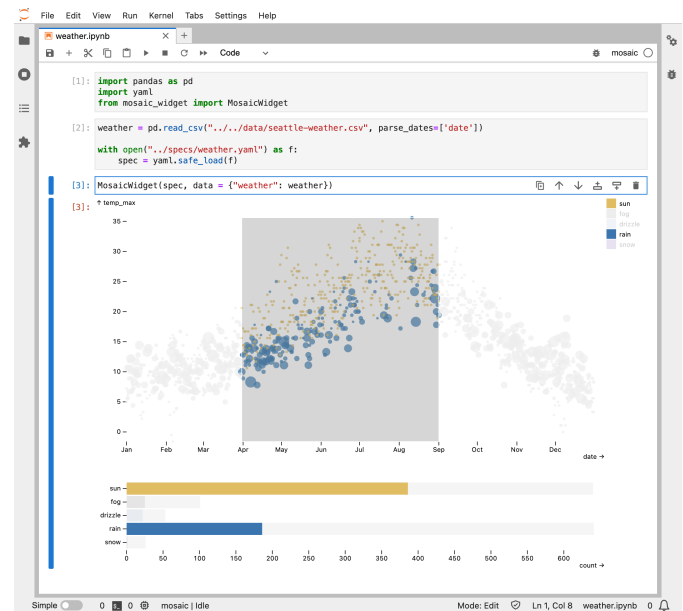 File Edit View Run Kernel Tabs Settings Help
weather.ipynb
Code
mosaic
[1]: import pandas as pd
import yaml
from mosaic_widget import MosaicWidget
[2]: weather = pd.read_csv("../../data/seattle-weather.csv", parse_dates=['date'])
with open("../specs/weather.yaml") as f:
spec = yaml.safe_load(f)
[3]: MosaicWidget(spec, data = {"weather": weather})
[3]: ↑ temp_max
sun
fog
drizzle
rain
snow
35
30
25
20
15
10
5
0
Jan Feb Mar Apr May Jun Jul Aug Sep Oct Nov Dec
date →
sun
fog
drizzle
rain
snow
0 50 100 150 200 250 300 350 400 450 500 550 600
count →
Simple 0 $_ 0 mosaic | Idle Mode: Edit Ln 1, Col 8 weather.ipynb 0